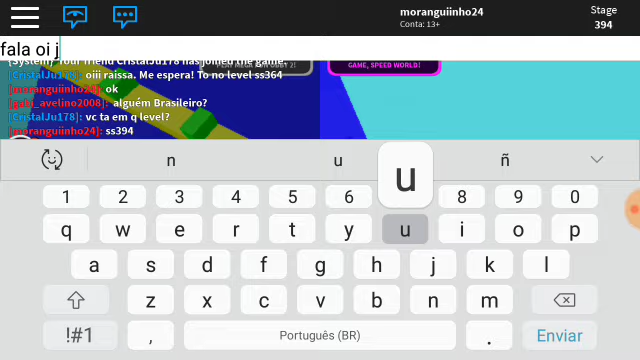 moranguiinho24
Conta: 13+
Stage
394
fala oi j
[System] Your friend CristalJu178 has joined the game.
GAME, SPEED WORLD!
[CristalJu178]: oiii raissa. Me espera! To no level ss364
[moranguiinho24]: ok
[gabi_avelino2008]: alguém Brasileiro?
[CristalJu178]: vc ta em q level?
[moranguiinho24]: ss394
n u ñ
u
1 2 3 4 5 6 8 9 0
q w e r t y u i o p
a s d f g h j k l
z x c v b n m
!#1 , Português (BR) . Enviar